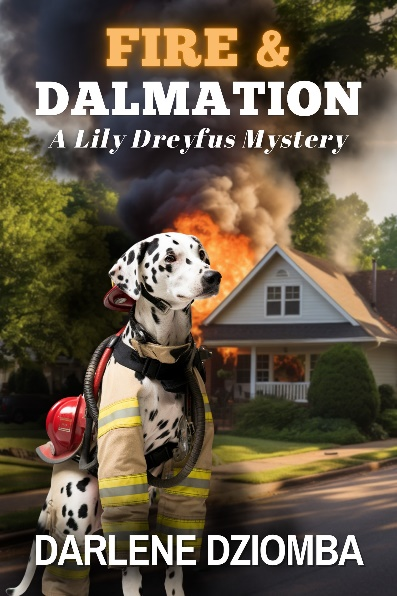 FIRE &
DALMATION
A Lily Dreyfus Mystery
DARLENE DZIOMBA